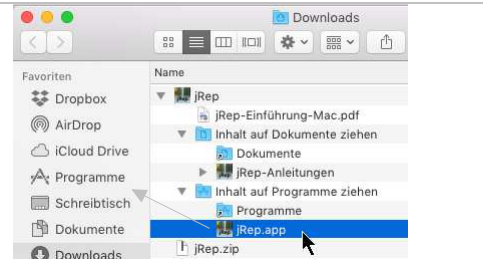 Downloads
Favoriten
Dropbox
AirDrop
iCloud Drive
Programme
Schreibtisch
Dokumente
Downloads
Name
jRep
jRep-Einführung-Mac.pdf
Inhalt auf Dokumente ziehen
Dokumente
jRep-Anleitungen
Inhalt auf Programme ziehen
Programme
jRep.app
jRep.zip